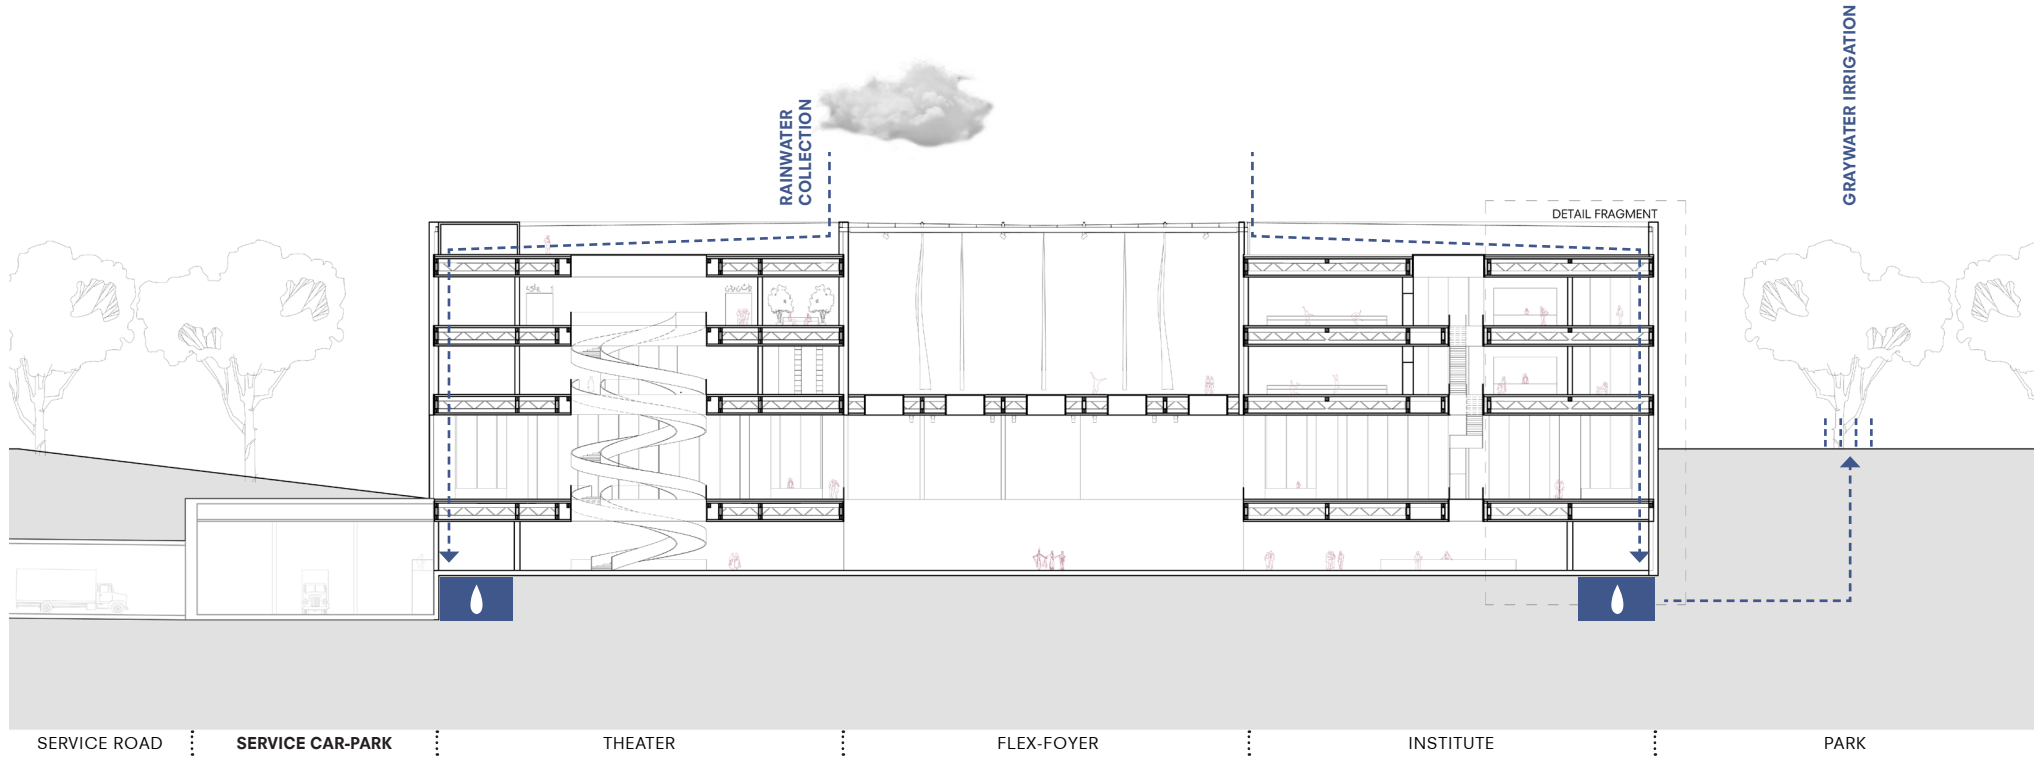 GRAYWATER IRRIGATION
RAINWATER
COLLECTION
DETAIL FRAGMENT
SERVICE ROAD
SERVICE CAR-PARK
THEATER
FLEX-FOYER
INSTITUTE
PARK